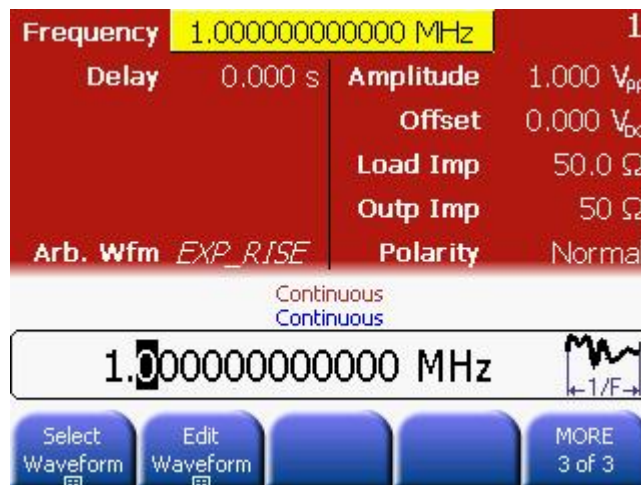 Frequency 1.000000000000 MHz 1
Delay 0.000 s Amplitude 1.000 Vpp
Offset 0.000 VDC
Load Imp 50.0 Ω
Outp Imp 50 Ω
Arb. Wfm EXP_RISE Polarity Norma
Continuous
Continuous
1.000000000000 MHz
1/F
Select Waveform
Edit Waveform
MORE 3 of 3